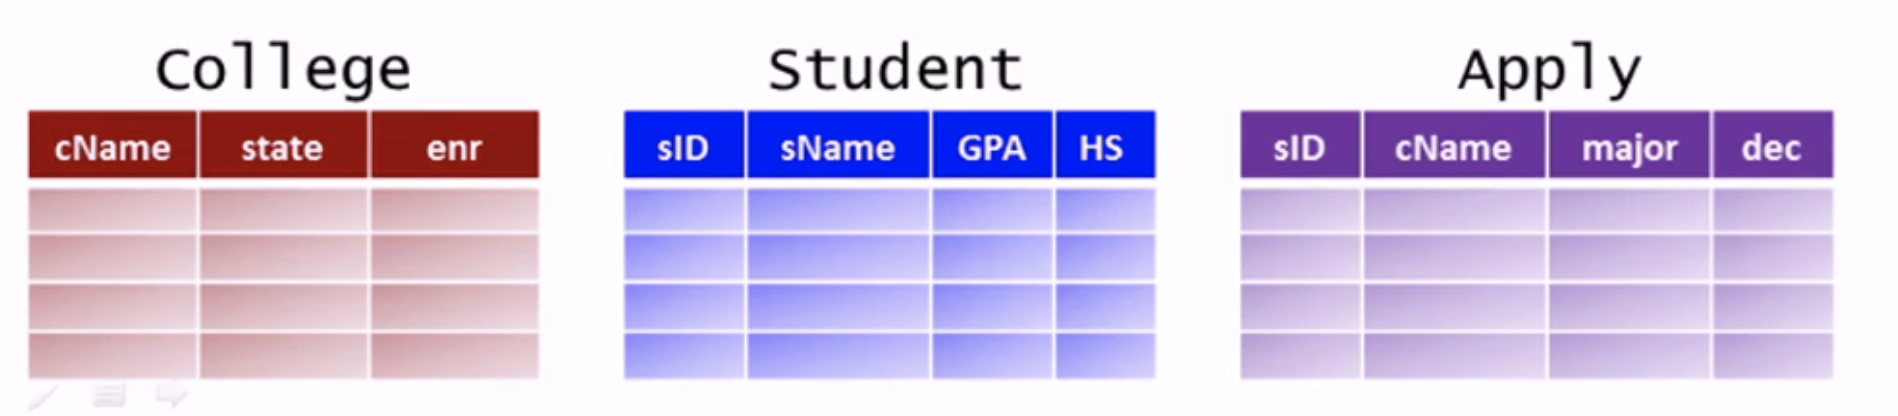 College
Student
Apply
cName state enr
sID sName GPA HS
sID cName major dec